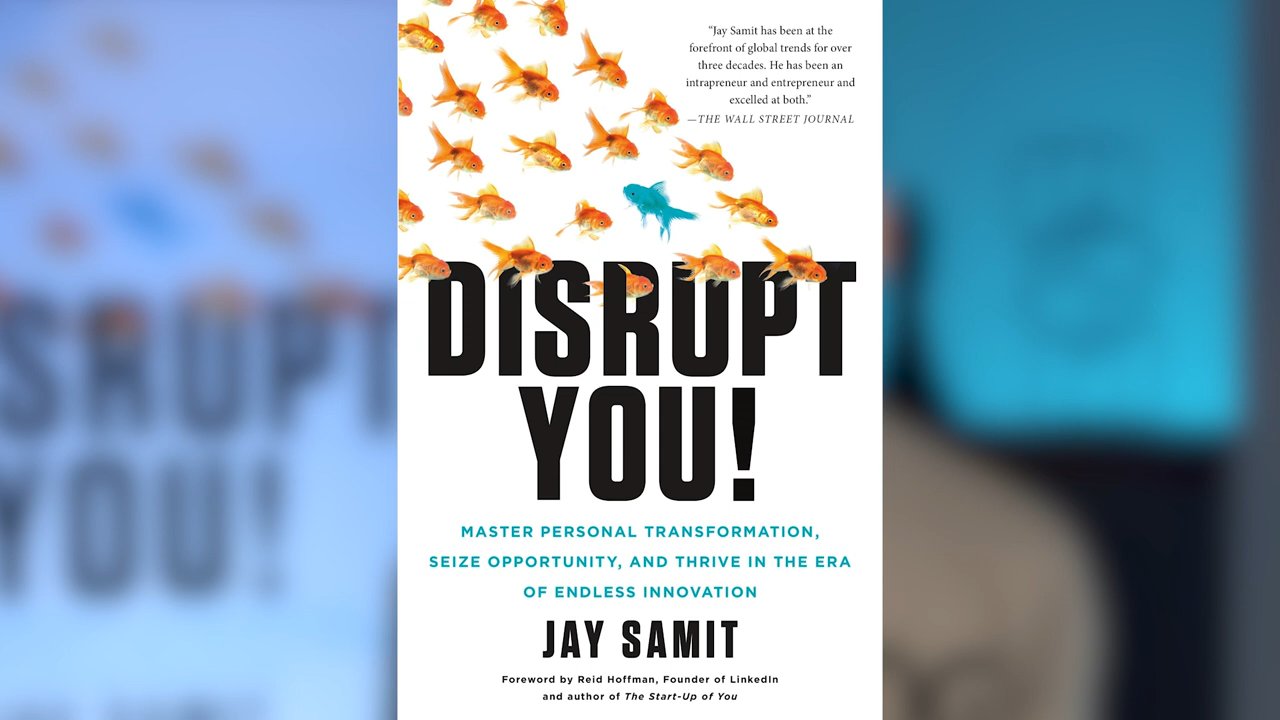 “Jay Samit has been at the
forefront of global trends for over
three decades. He has been an
intrapreneur and entrepreneur and
excelled at both.”
—THE WALL STREET JOURNAL
DISRUPT
YOU!
MASTER PERSONAL TRANSFORMATION,
SEIZE OPPORTUNITY, AND THRIVE IN THE ERA
OF ENDLESS INNOVATION
JAY SAMIT
Foreword by Reid Hoffman, Founder of LinkedIn
and author of The Start-Up of You